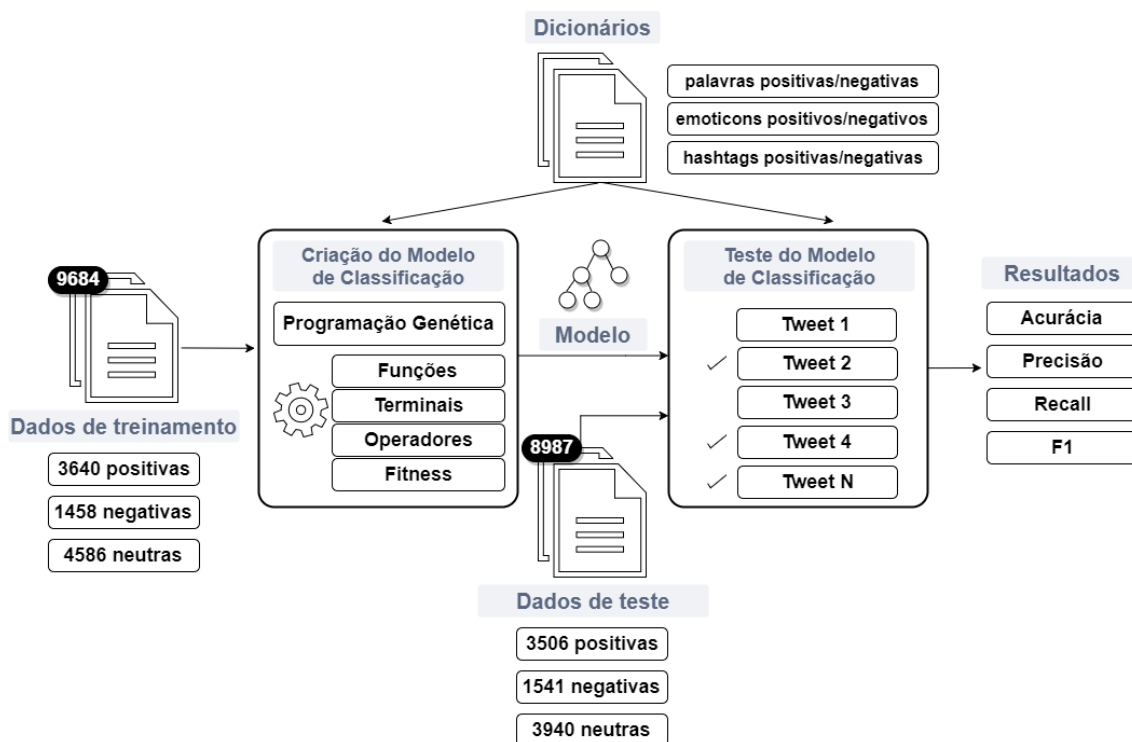 Dicionários
palavras positivas/negativas
emoticons positivos/negativos
hashtags positivas/negativas
9684
Dados de treinamento
3640 positivas
1458 negativas
4586 neutras
Criação do Modelo
de Classificação
Programação Genética
Funções
Terminais
Operadores
Fitness
Modelo
8987
Dados de teste
3506 positivas
1541 negativas
3940 neutras
Teste do Modelo
de Classificação
Tweet 1
Tweet 2
Tweet 3
Tweet 4
Tweet N
Resultados
Acurácia
Precisão
Recall
F1